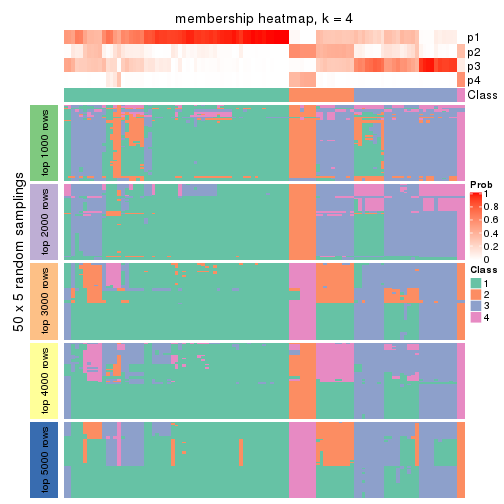 membership heatmap, k = 4
p1
p2
p3
p4
Class
50 x 5 random samplings
top 1000 rows
top 2000 rows
top 3000 rows
top 4000 rows
top 5000 rows
Prob
1
0.8
0.6
0.4
0.2
0
Class
1
2
3
4